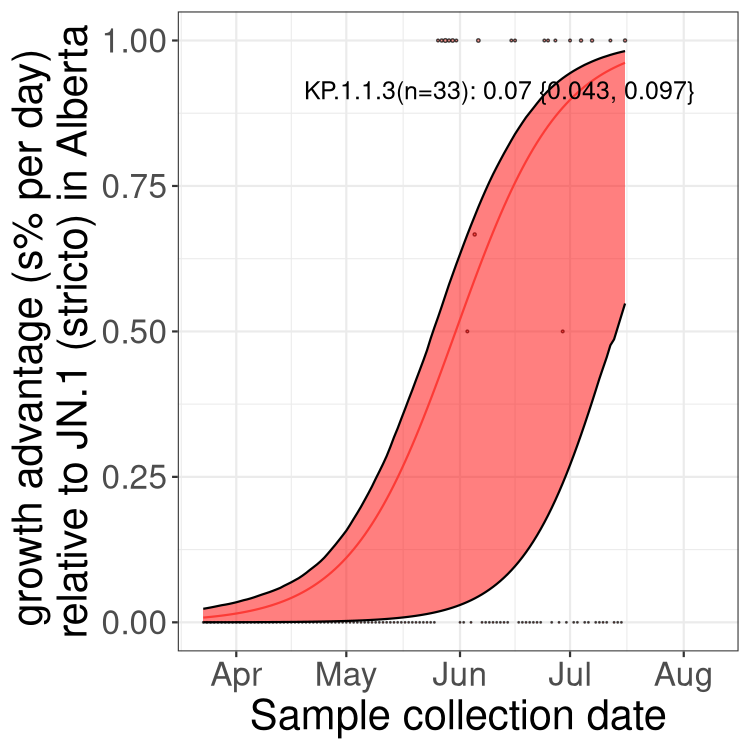 growth advantage (s% per day)
relative to JN.1 (stricto) in Alberta
1.00
0.75
0.50
0.25
0.00
KP.1.1.3(n=33): 0.07 {0.043, 0.097}
Apr May Jun Jul Aug
Sample collection date